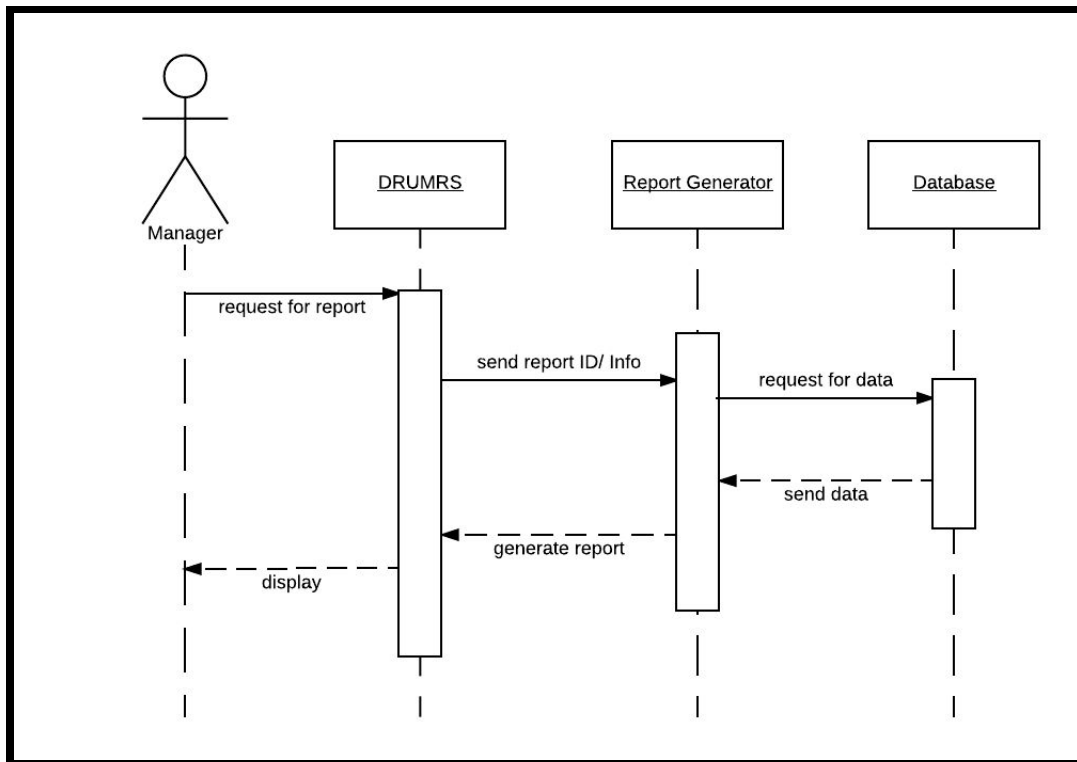 DRUMRS
Report Generator
Database
Manager
request for report
send report ID/ Info
request for data
send data
generate report
display